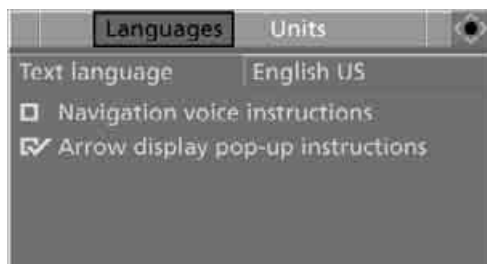 Languages Units
Text language English US
Navigation voice instructions
Arrow display pop-up instructions